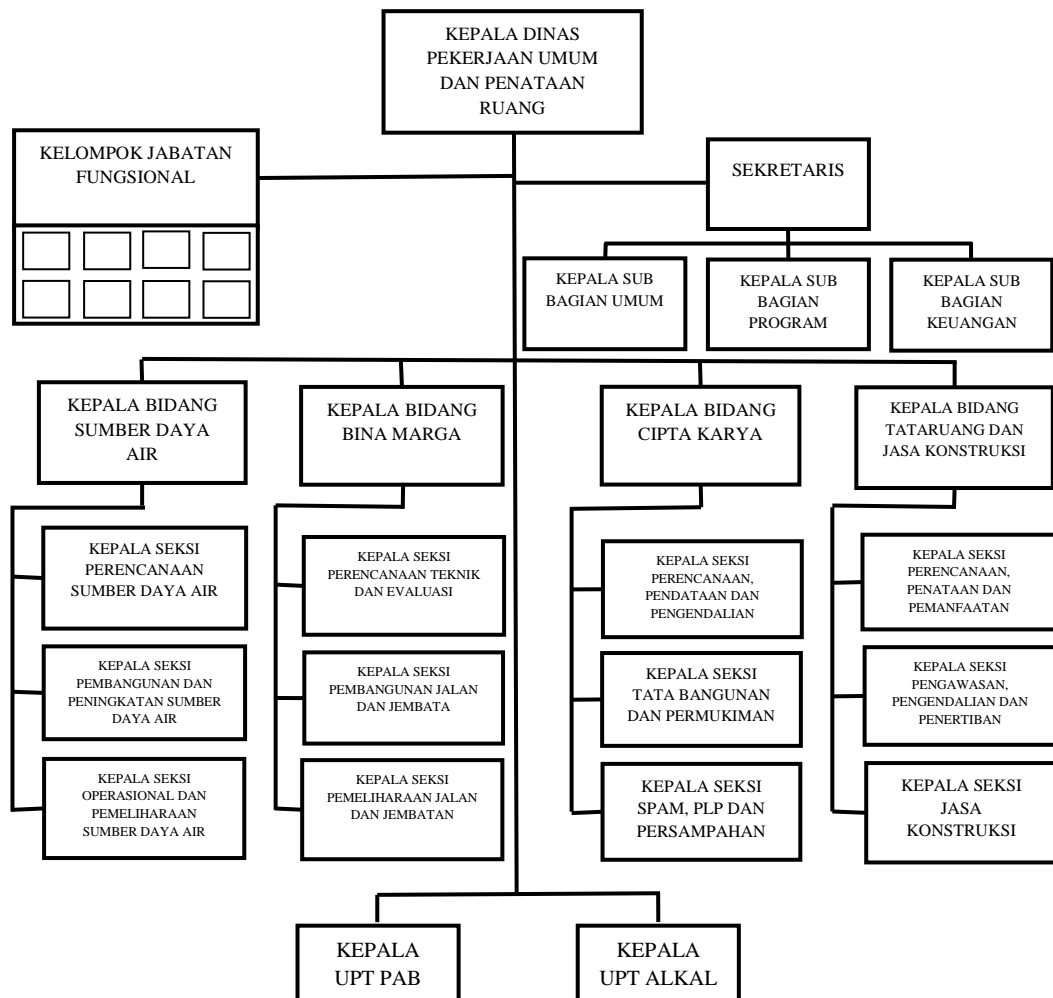 KEPALA DINAS
PEKERJAAN UMUM
DAN PENATAAN
RUANG
KELOMPOK JABATAN
FUNGSIONAL
SEKRETARIS
KEPALA SUB
BAGIAN UMUM
KEPALA SUB
BAGIAN
PROGRAM
KEPALA SUB
BAGIAN
KEUANGAN
KEPALA BIDANG
SUMBER DAYA
AIR
KEPALA BIDANG
BINA MARGA
KEPALA BIDANG
CIPTA KARYA
KEPALA BIDANG
TATARUANG DAN
JASA KONSTRUKSI
KEPALA SEKSI
PERENCANAAN
SUMBER DAYA AIR
KEPALA SEKSI
PEMBANGUNAN DAN
PENINGKATAN SUMBER
DAYA AIR
KEPALA SEKSI
OPERASIONAL DAN
PEMELIHARAAN
SUMBER DAYA AIR
KEPALA SEKSI
PERENCANAAN TEKNIK
DAN EVALUASI
KEPALA SEKSI
PEMBANGUNAN JALAN
DAN JEMBATA
KEPALA SEKSI
PEMELIHARAAN JALAN
DAN JEMBATAN
KEPALA SEKSI
PERENCANAAN,
PENDATAAN DAN
PENGENDALIAN
KEPALA SEKSI
TATA BANGUNAN
DAN PERMUKIMAN
KEPALA SEKSI
SPAM, PLP DAN
PERSAMPAHAN
KEPALA SEKSI
PERENCANAAN,
PENATAAN DAN
PEMANFAATAN
KEPALA SEKSI
PENGAWASAN,
PENGENDALIAN DAN
PENERTIBAN
KEPALA SEKSI
JASA
KONSTRUKSI
KEPALA
UPT PAB
KEPALA
UPT ALKAL